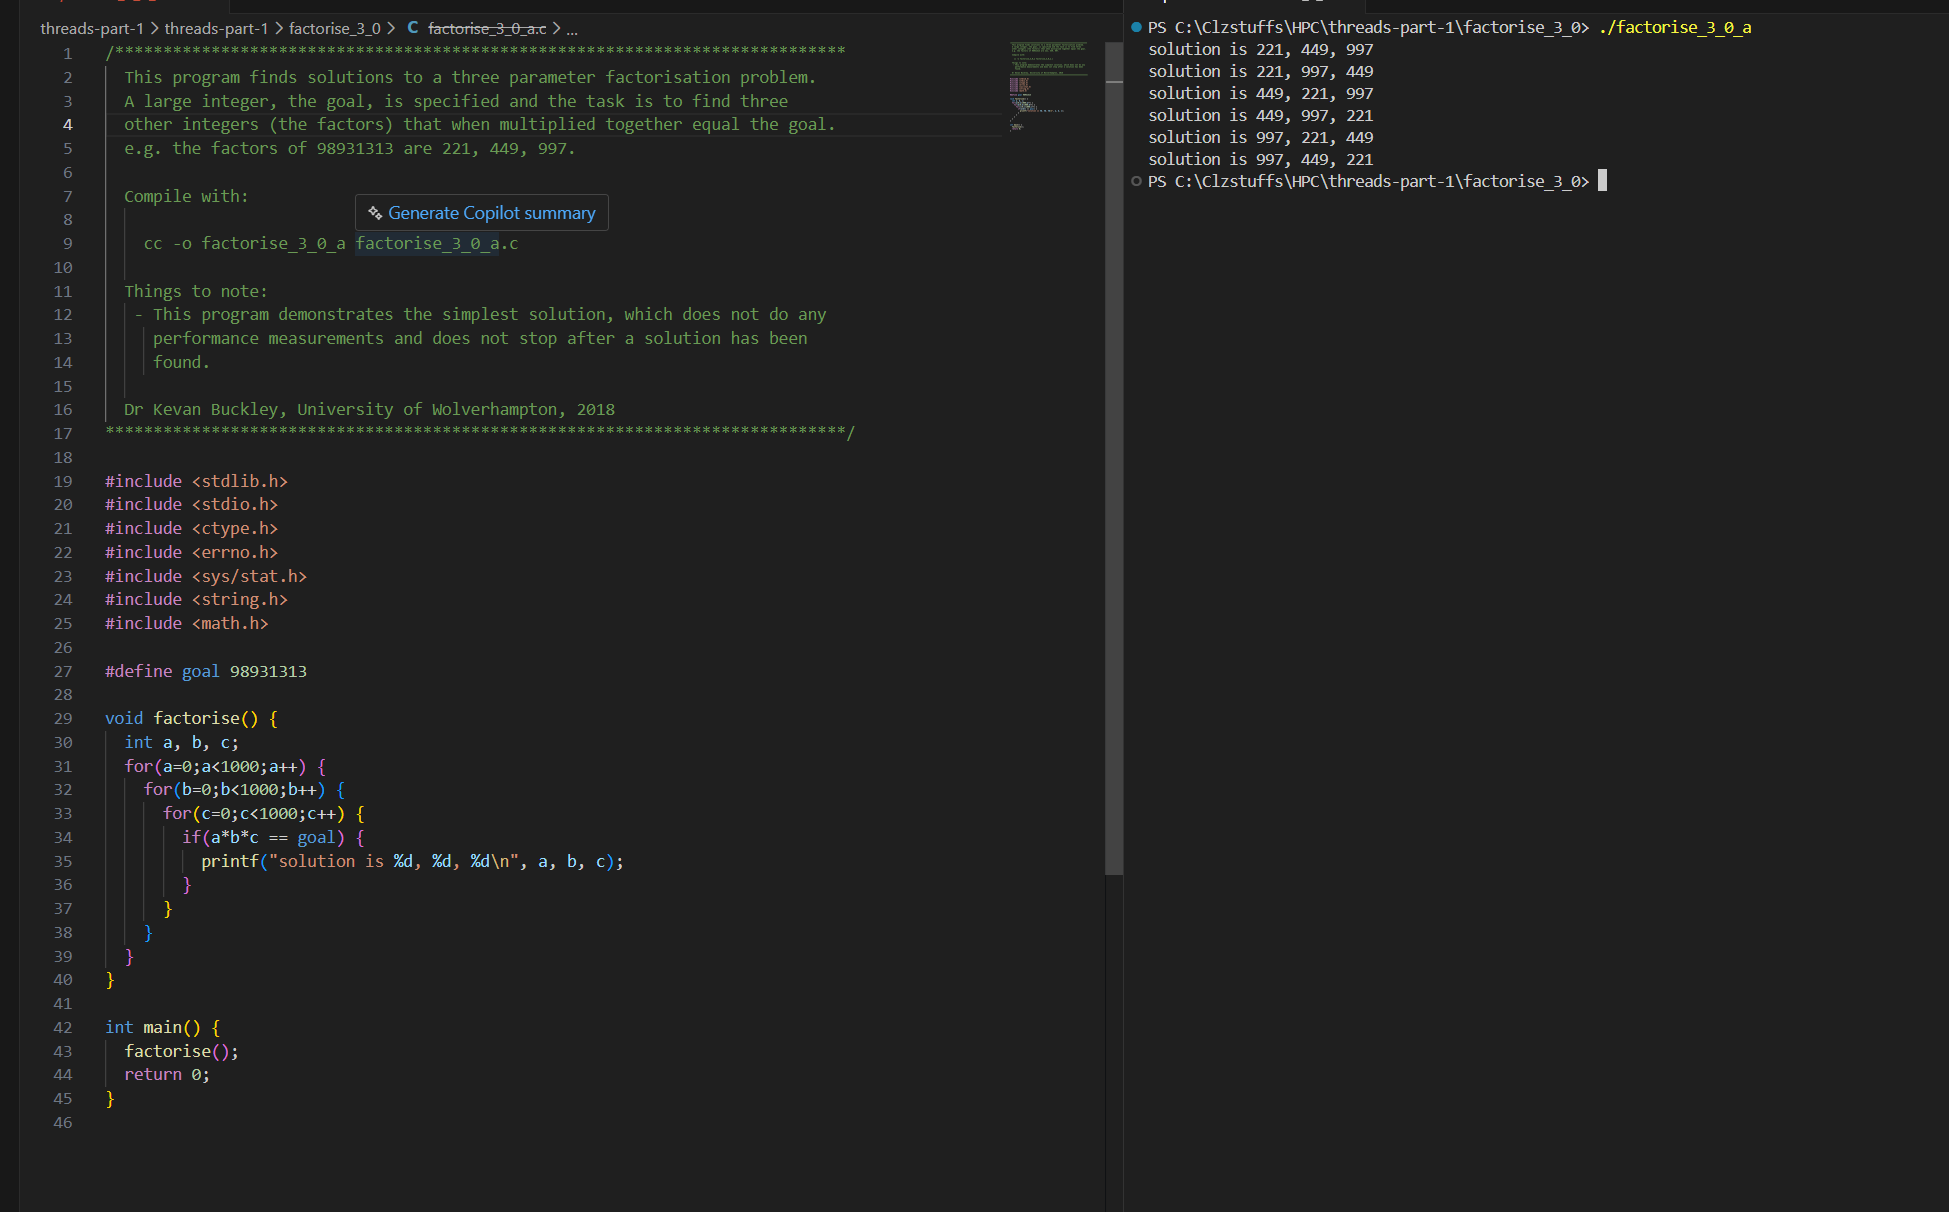 threads-part-1 > threads-part-1 > factorise_3_0 > C factorise_3_0_a.c > ...
1 /*****************************************************************************
2 This program finds solutions to a three parameter factorisation problem.
3 A large integer, the goal, is specified and the task is to find three
4 other integers (the factors) that when multiplied together equal the goal.
5 e.g. the factors of 98931313 are 221, 449, 997.
6
7 Compile with:
Generate Copilot summary
8
9 cc -o factorise_3_0_a factorise_3_0_a.c
10
11 Things to note:
12 - This program demonstrates the simplest solution, which does not do any
13 performance measurements and does not stop after a solution has been
14 found.
15
16 Dr Kevan Buckley, University of Wolverhampton, 2018
17 *****************************************************************************/
18
19 #include <stdlib.h>
20 #include <stdio.h>
21 #include <ctype.h>
22 #include <errno.h>
23 #include <sys/stat.h>
24 #include <string.h>
25 #include <math.h>
26
27 #define goal 98931313
28
29 void factorise() {
30 int a, b, c;
31 for(a=0;a<1000;a++) {
32 for(b=0;b<1000;b++) {
33 for(c=0;c<1000;c++) {
34 if(a*b*c == goal) {
35 printf("solution is %d, %d, %d\n", a, b, c);
36 }
37 }
38 }
39 }
40 }
41
42 int main() {
43 factorise();
44 return 0;
45 }
46
PS C:\Clzstuffs\HPC\threads-part-1\factorise_3_0> ./factorise_3_0_a
solution is 221, 449, 997
solution is 221, 997, 449
solution is 449, 221, 997
solution is 449, 997, 221
solution is 997, 221, 449
solution is 997, 449, 221
PS C:\Clzstuffs\HPC\threads-part-1\factorise_3_0>